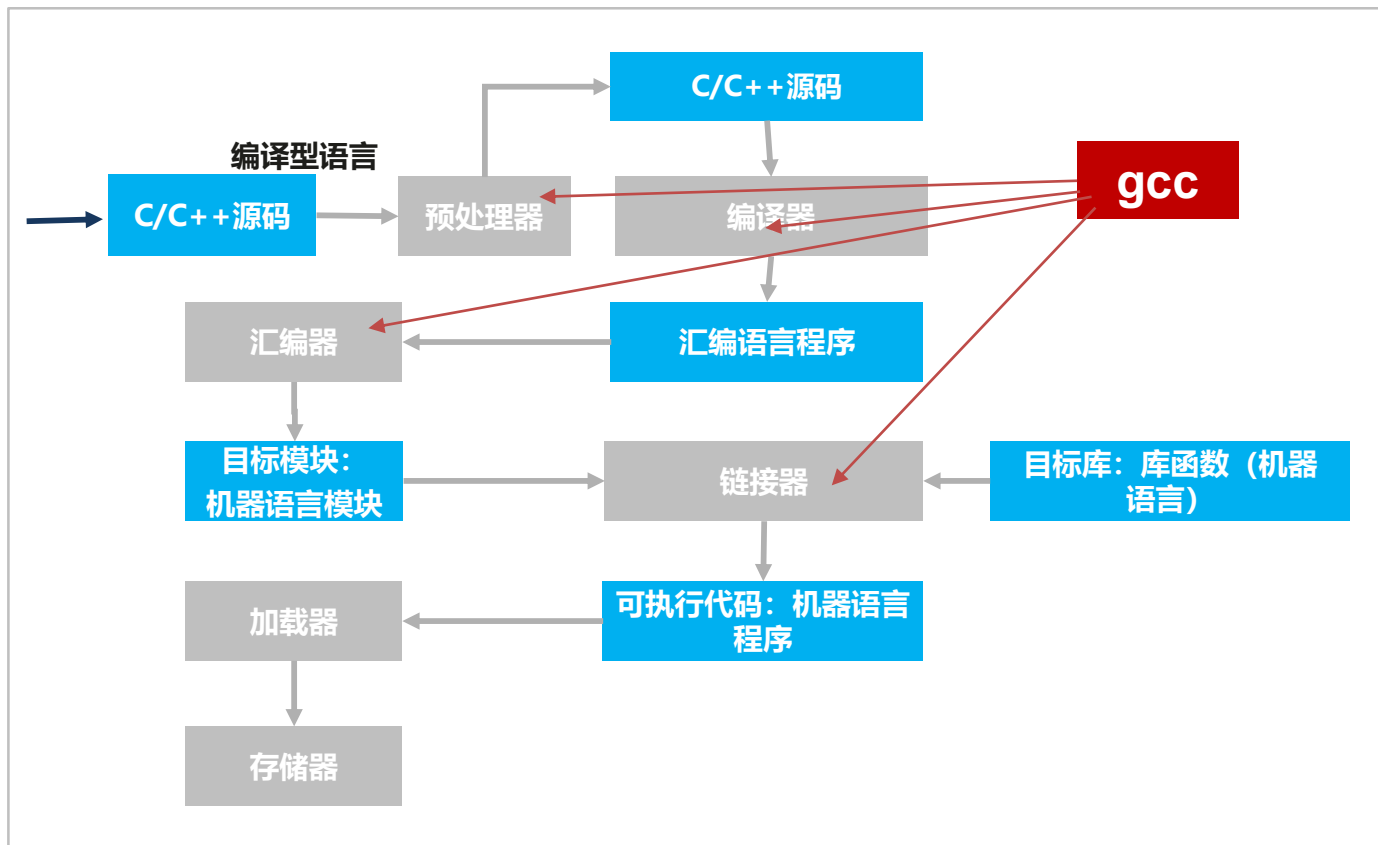 C/C++源码
编译型语言
gcc
C/C++源码
预处理器
编译器
汇编器
汇编语言程序
目标模块：
机器语言模块
链接器
目标库：库函数（机器
语言）
加载器
可执行代码：机器语言
程序
存储器